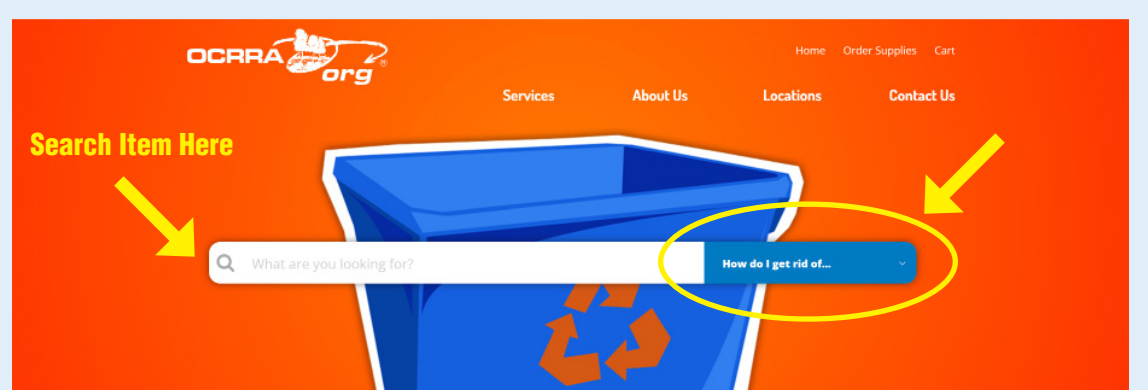 OCRRA
org®
Home Order Supplies Cart
Services About Us Locations Contact Us
Search Item Here
What are you looking for?
How do I get rid of...